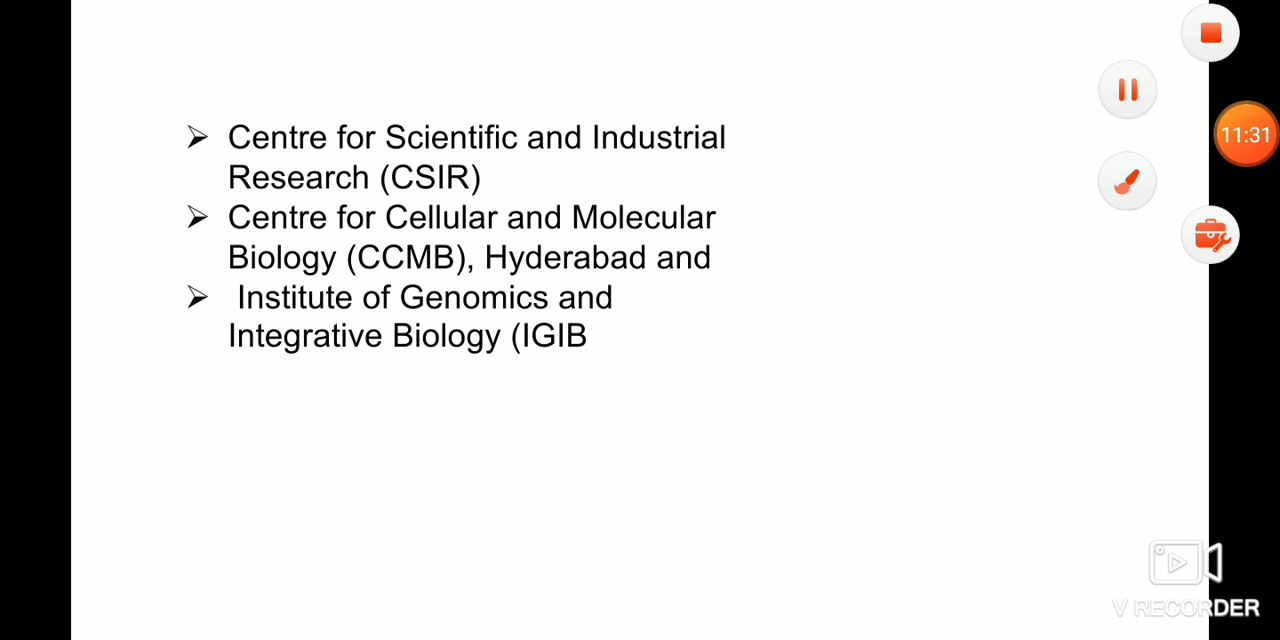 ➢ Centre for Scientific and Industrial
Research (CSIR)
➢ Centre for Cellular and Molecular
Biology (CCMB), Hyderabad and
➢ Institute of Genomics and
Integrative Biology (IGIB
11:31
V RECORDER